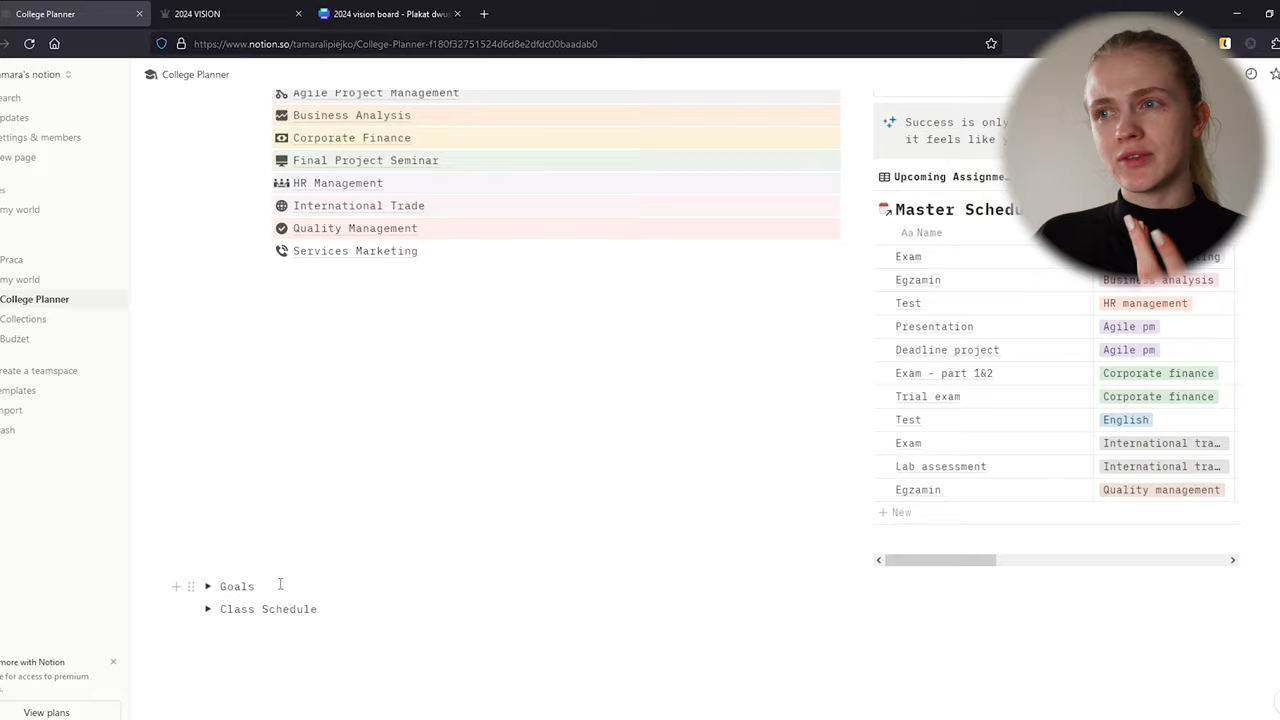 College Planner
2024 VISION
2024 vision board - Plakat dwus
https://www.notion.so/tamaralipiejko/College-Planner-f180f32751524d6d8e2dfdc00baadab0
mara's notion
College Planner
earch
pdates
ettings & members
ew page
es
my world
Praca
my world
College Planner
Collections
Budżet
reate a teamspace
emplates
mport
rash
more with Notion
e for access to premium
s.
View plans
Agile Project Management
Business Analysis
Corporate Finance
Final Project Seminar
HR Management
International Trade
Quality Management
Services Marketing
Goals
Class Schedule
Success is only
it feels like
Upcoming Assignme…
Master Schedu
Aa Name
Exam
Egzamin Business analysis
Test HR management
Presentation Agile pm
Deadline project Agile pm
Exam - part 1&2 Corporate finance
Trial exam Corporate finance
Test English
Exam International tra…
Lab assessment International tra…
Egzamin Quality management
+ New